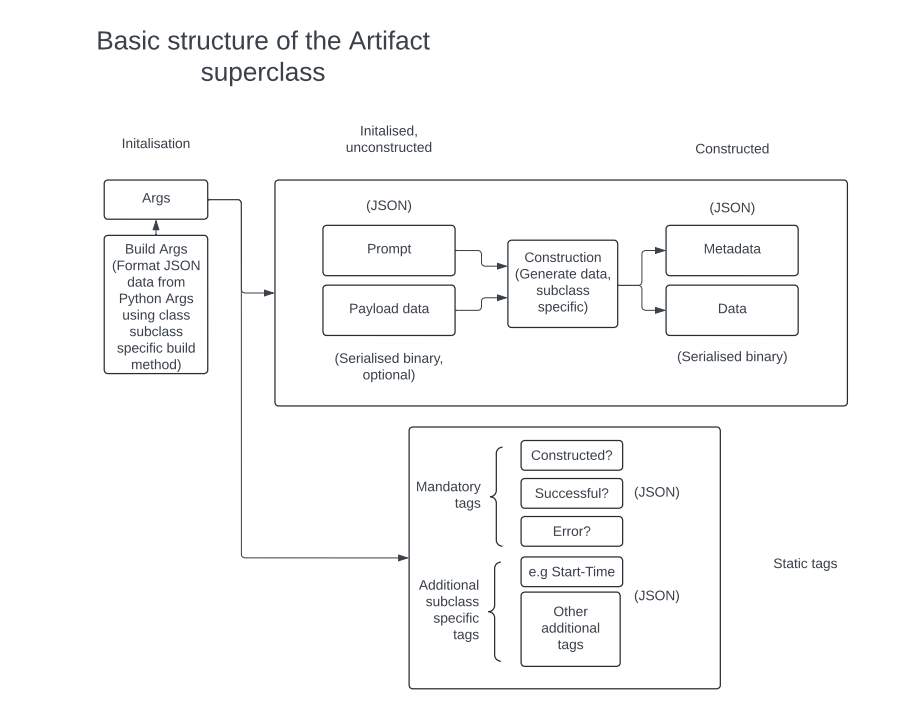 Basic structure of the Artifact
superclass
Initalisation
Initalised,
unconstructed
Constructed
Args
Build Args
(Format JSON
data from
Python Args
using class
subclass
specific build
method)
(JSON)
Prompt
Payload data
(Serialised binary,
optional)
Construction
(Generate data,
subclass
specific)
(JSON)
Metadata
Data
(Serialised binary)
Mandatory
tags
Constructed?
Successful?
Error?
(JSON)
Additional
subclass
specific
tags
e.g Start-Time
Other
additional
tags
(JSON)
Static tags